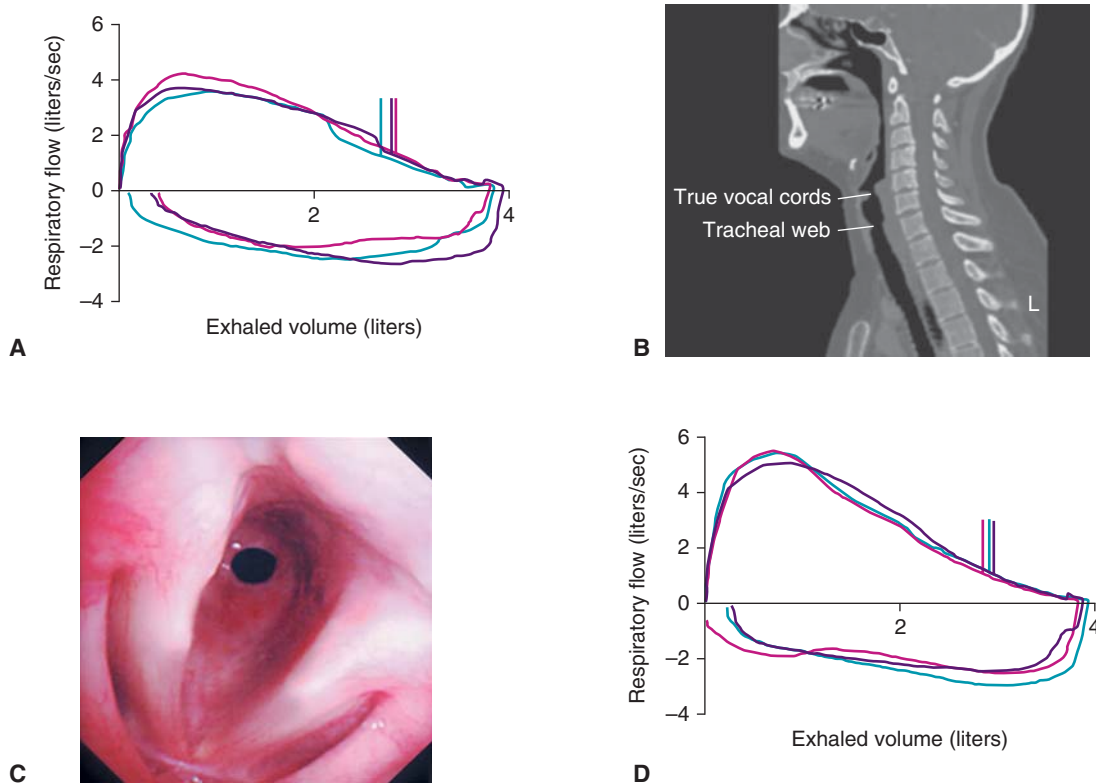 6
4
2
0
–2
–4
2
4
Respiratory flow (liters/sec)
Exhaled volume (liters)
A
True vocal cords
Tracheal web
L
B
C
6
4
2
0
–2
–4
2
4
Respiratory flow (liters/sec)
Exhaled volume (liters)
D